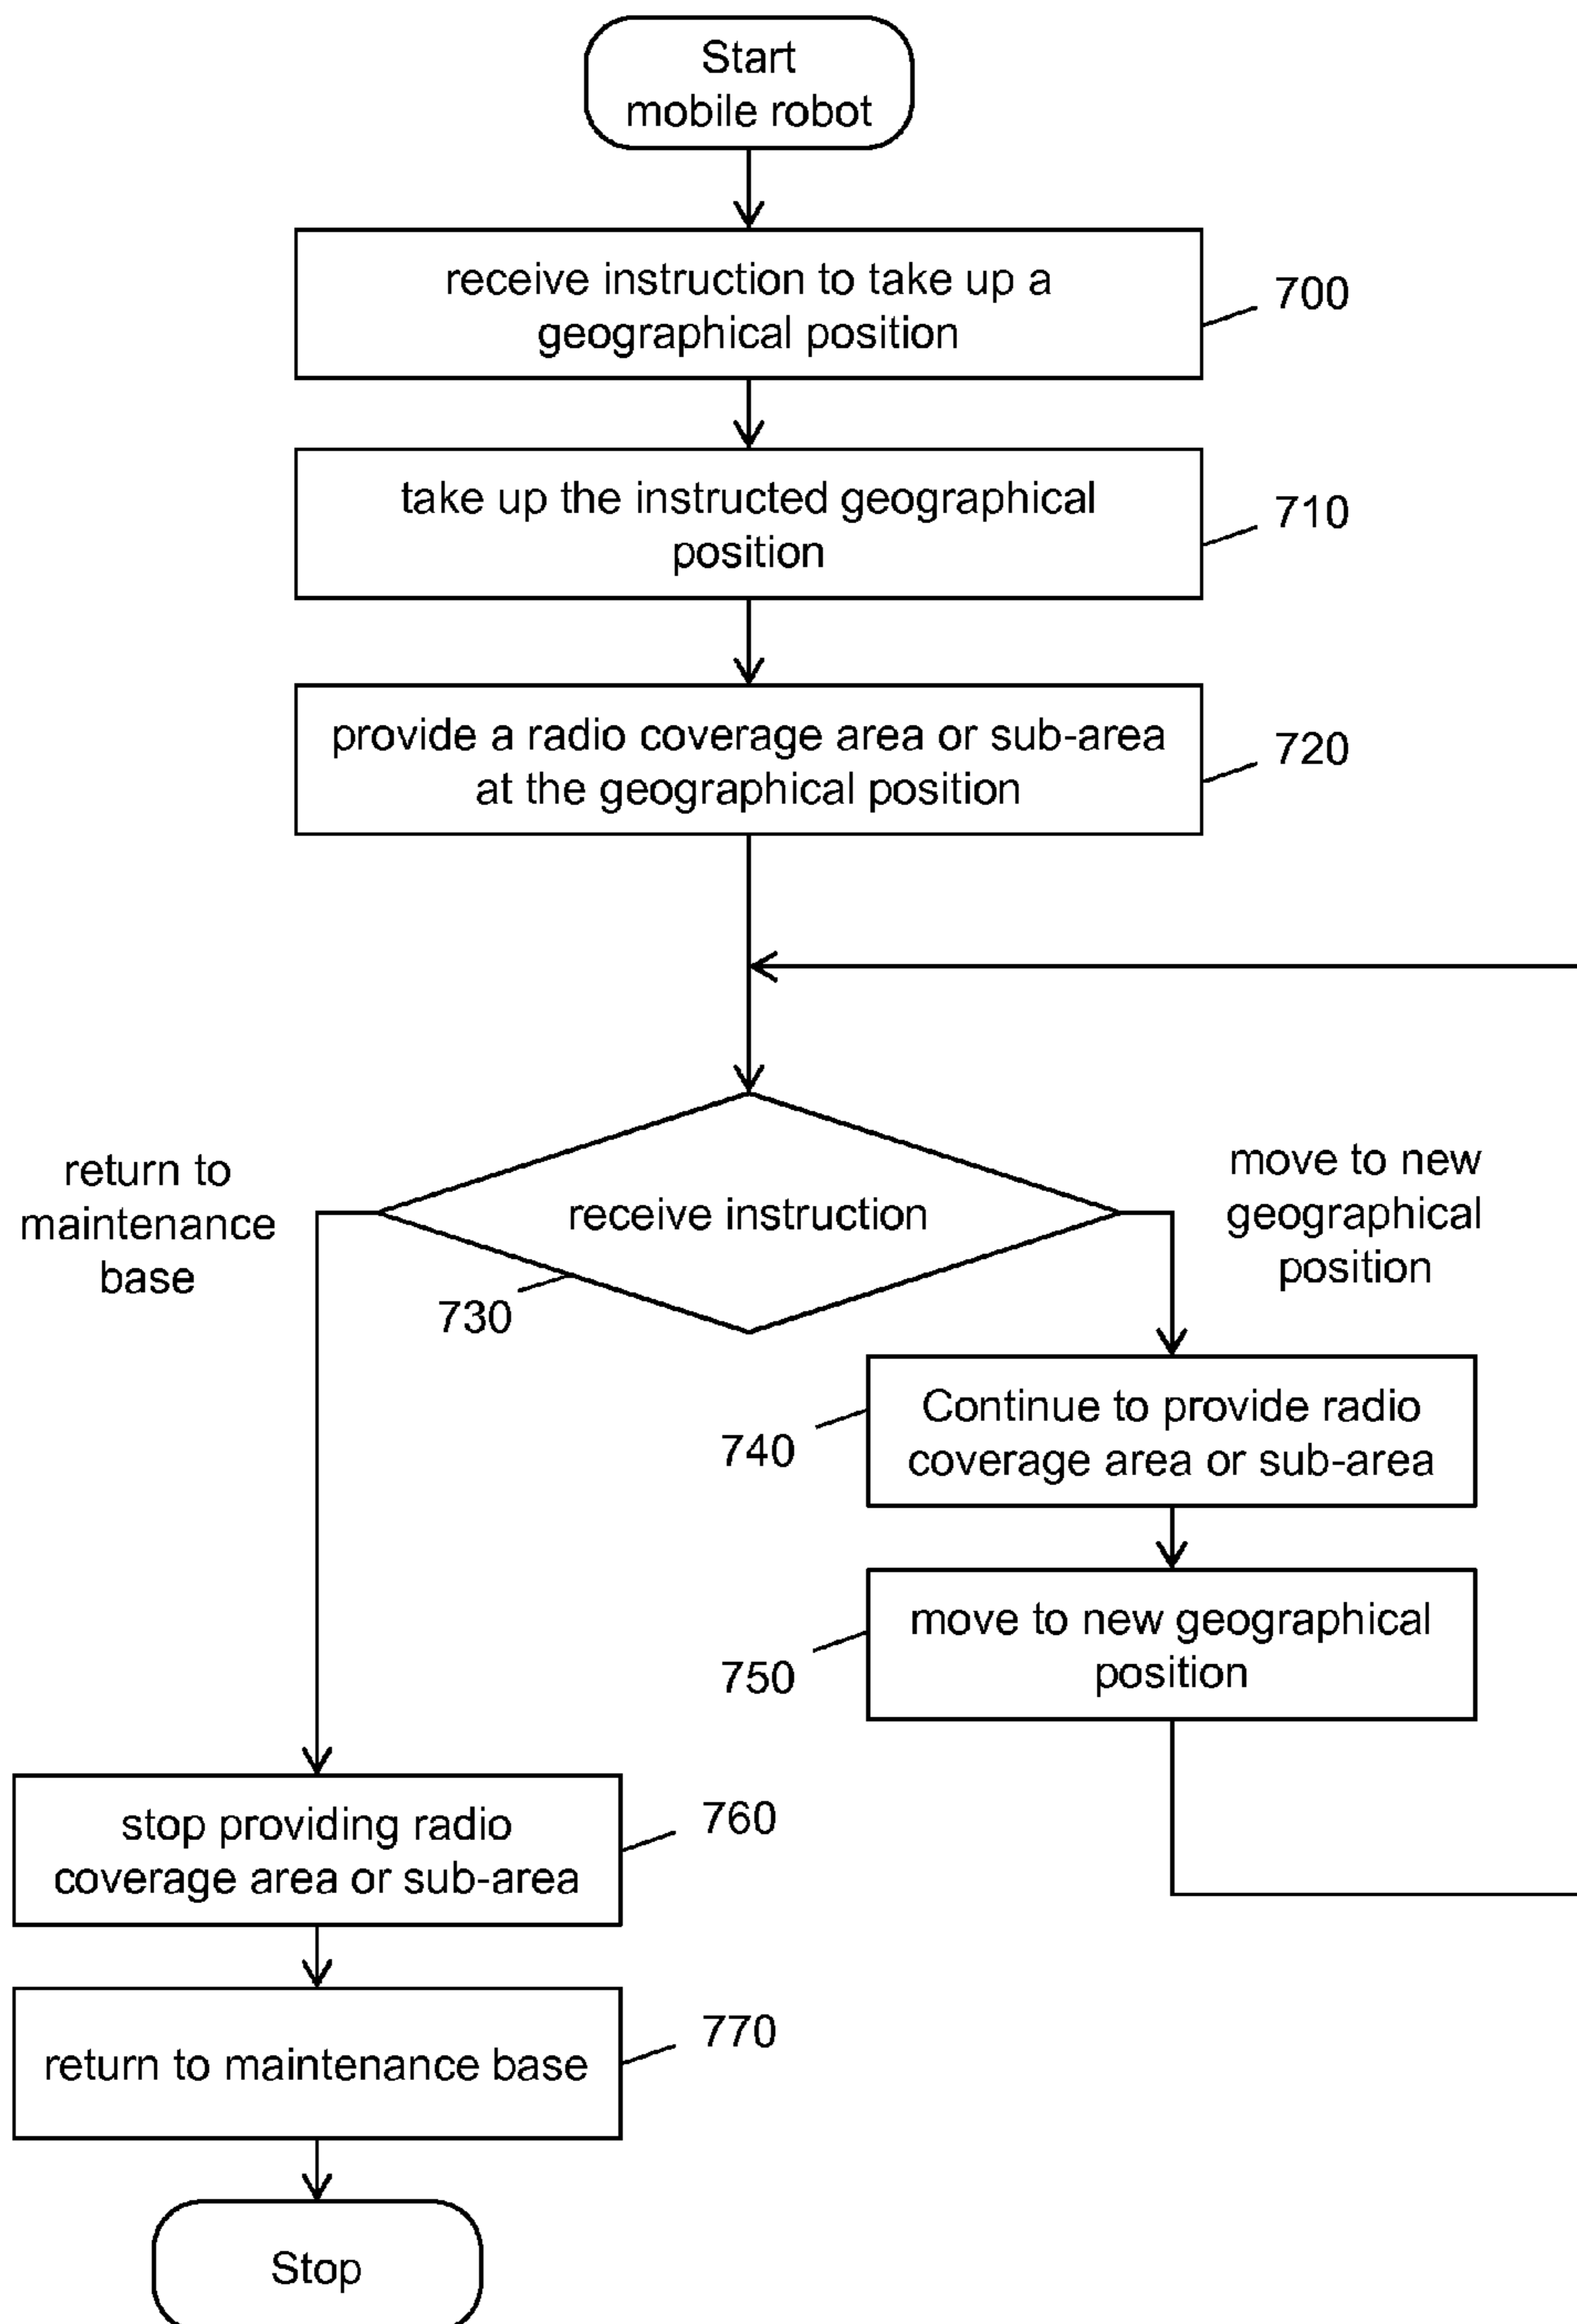 Start
mobile robot
receive instruction to take up a
geographical position
700
take up the instructed geographical
position
710
provide a radio coverage area or sub-area
at the geographical position
720
return to
maintenance
base
receive instruction
730
move to new
geographical
position
Continue to provide radio
coverage area or sub-area
740
move to new geographical
position
750
stop providing radio
coverage area or sub-area
760
return to maintenance base
770
Stop